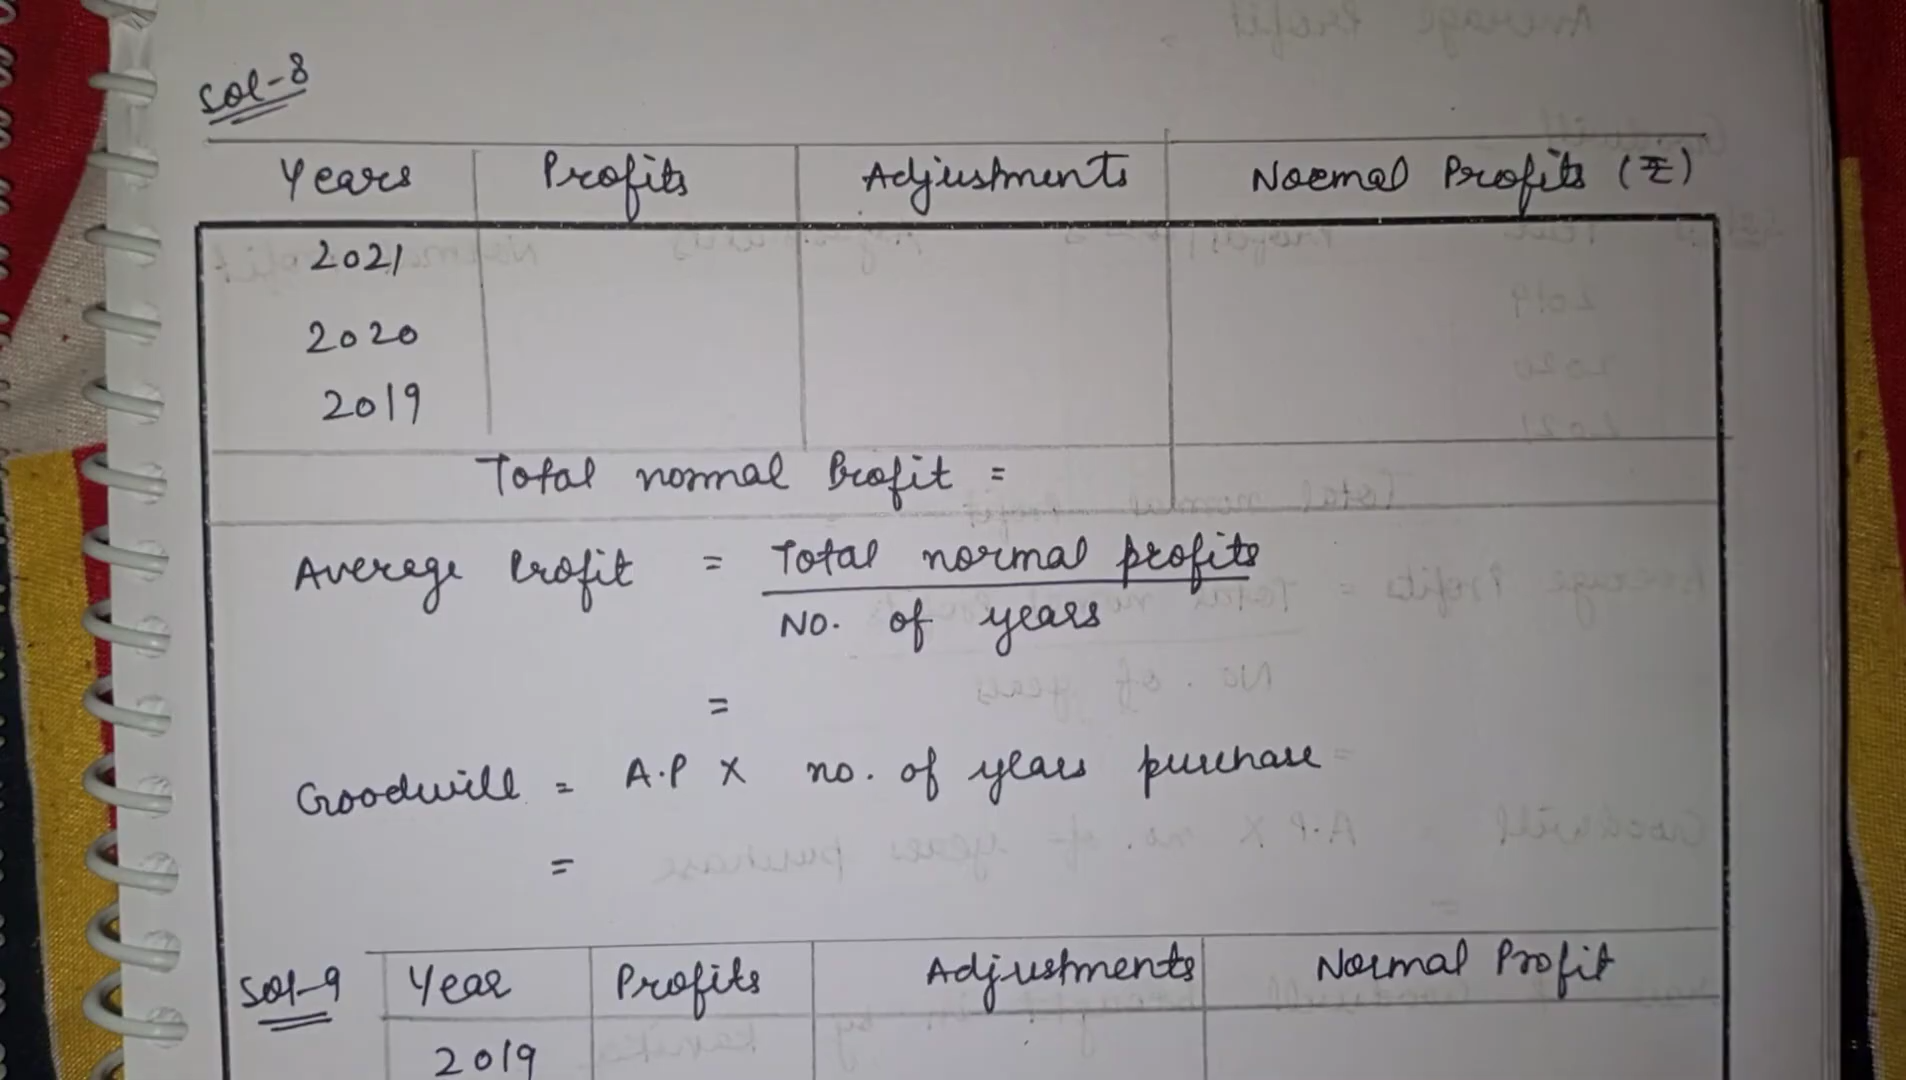 Sol-8
Years Profits Adjustments Normal Profits (₹)
2021
2020
2019
Total normal Profit =
Average Profit = Total normal profits
No. of years
=
Goodwill = A.P X no. of years purchase
=
Sol-9 Year Profits Adjustments Normal Profit
2019